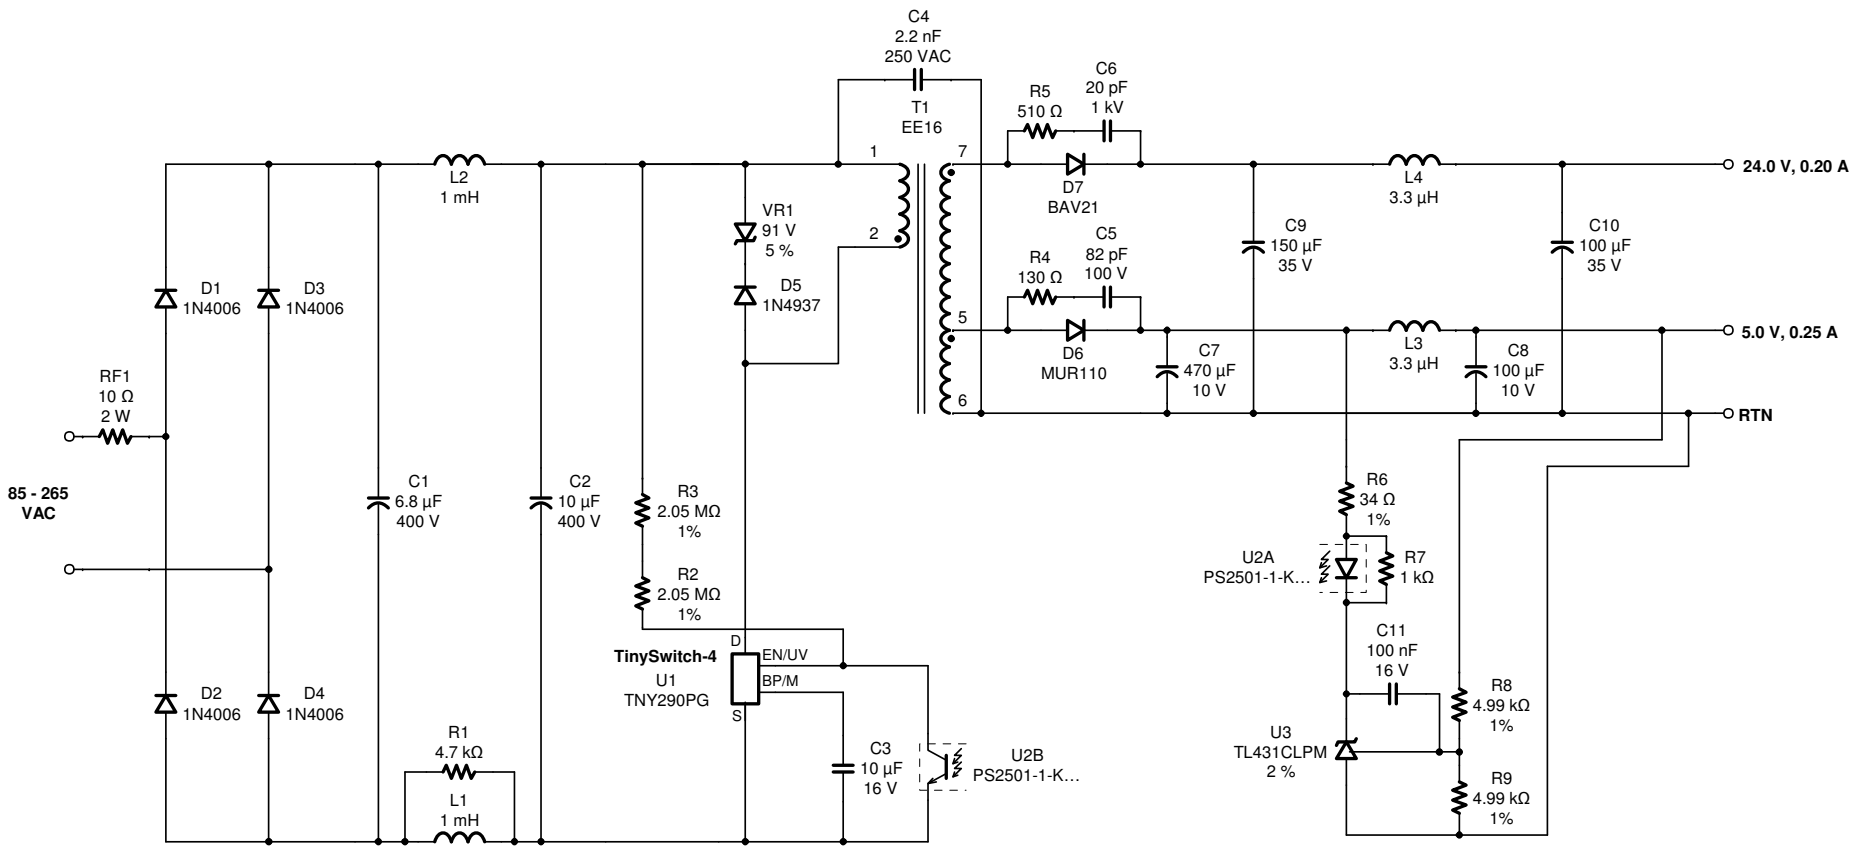 C4
2.2 nF
250 VAC
T1
EE16
R5
510 Ω
C6
20 pF
1 kV
1
7
D7
BAV21
L2
1 mH
L4
3.3 µH
24.0 V, 0.20 A
VR1
91 V
5 %
2
R4
130 Ω
C5
82 pF
100 V
C9
150 µF
35 V
C10
100 µF
35 V
D1
1N4006
D3
1N4006
D5
1N4937
5
D6
MUR110
L3
3.3 µH
5.0 V, 0.25 A
C7
470 µF
10 V
C8
100 µF
10 V
6
RTN
RF1
10 Ω
2 W
85 - 265
VAC
C1
6.8 µF
400 V
C2
10 µF
400 V
R3
2.05 MΩ
1%
R6
34 Ω
1%
R2
2.05 MΩ
1%
U2A
PS2501-1-K...
R7
1 kΩ
D
TinySwitch-4
U1
TNY290PG
EN/UV
BP/M
S
C11
100 nF
16 V
D2
1N4006
D4
1N4006
R8
4.99 kΩ
1%
R1
4.7 kΩ
C3
10 µF
16 V
U2B
PS2501-1-K...
U3
TL431CLPM
2 %
R9
4.99 kΩ
1%
L1
1 mH